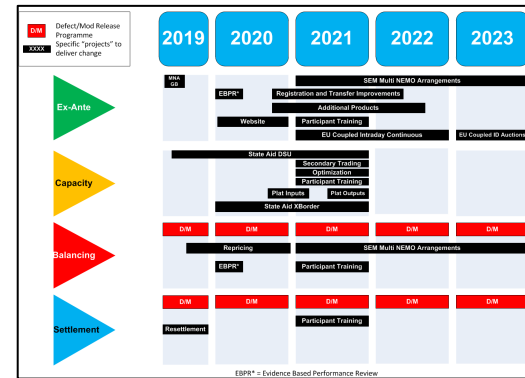 D/M
Defect/Mod Release
Programme
XXXX
Specific "projects" to
deliver change
2019
2020
2021
2022
2023
Ex-Ante
MNA
GB
SEM Multi NEMO Arrangements
EBPR*
Registration and Transfer Improvements
Additional Products
Website
Participant Training
EU Coupled Intraday Continuous
EU Coupled ID Auctions
Capacity
State Aid DSU
Secondary Trading
Optimization
Participant Training
Plat Inputs
Plat Outputs
State Aid XBorder
Balancing
D/M
D/M
D/M
D/M
D/M
Repricing
SEM Multi NEMO Arrangements
EBPR*
Participant Training
Settlement
D/M
D/M
D/M
D/M
D/M
Resettlement
Participant Training
EBPR* = Evidence Based Performance Review